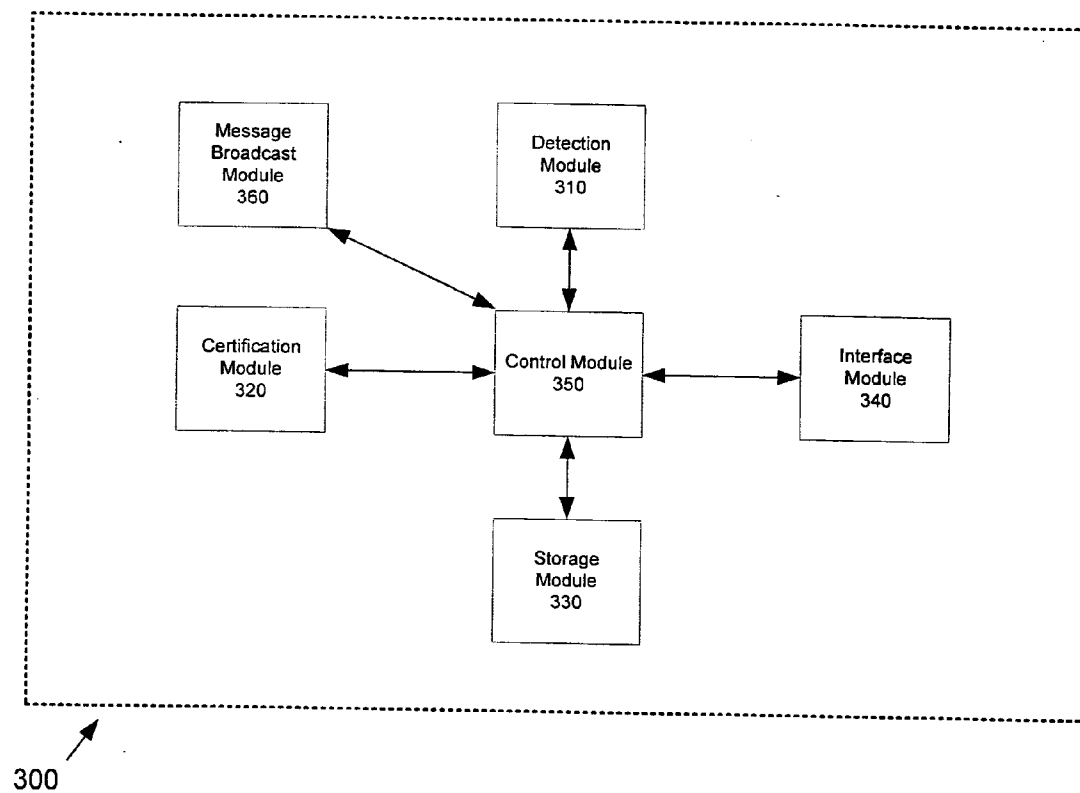 Message
Broadcast
Module
360
Detection
Module
310
Certification
Module
320
Control Module
350
Interface
Module
340
Storage
Module
330
300